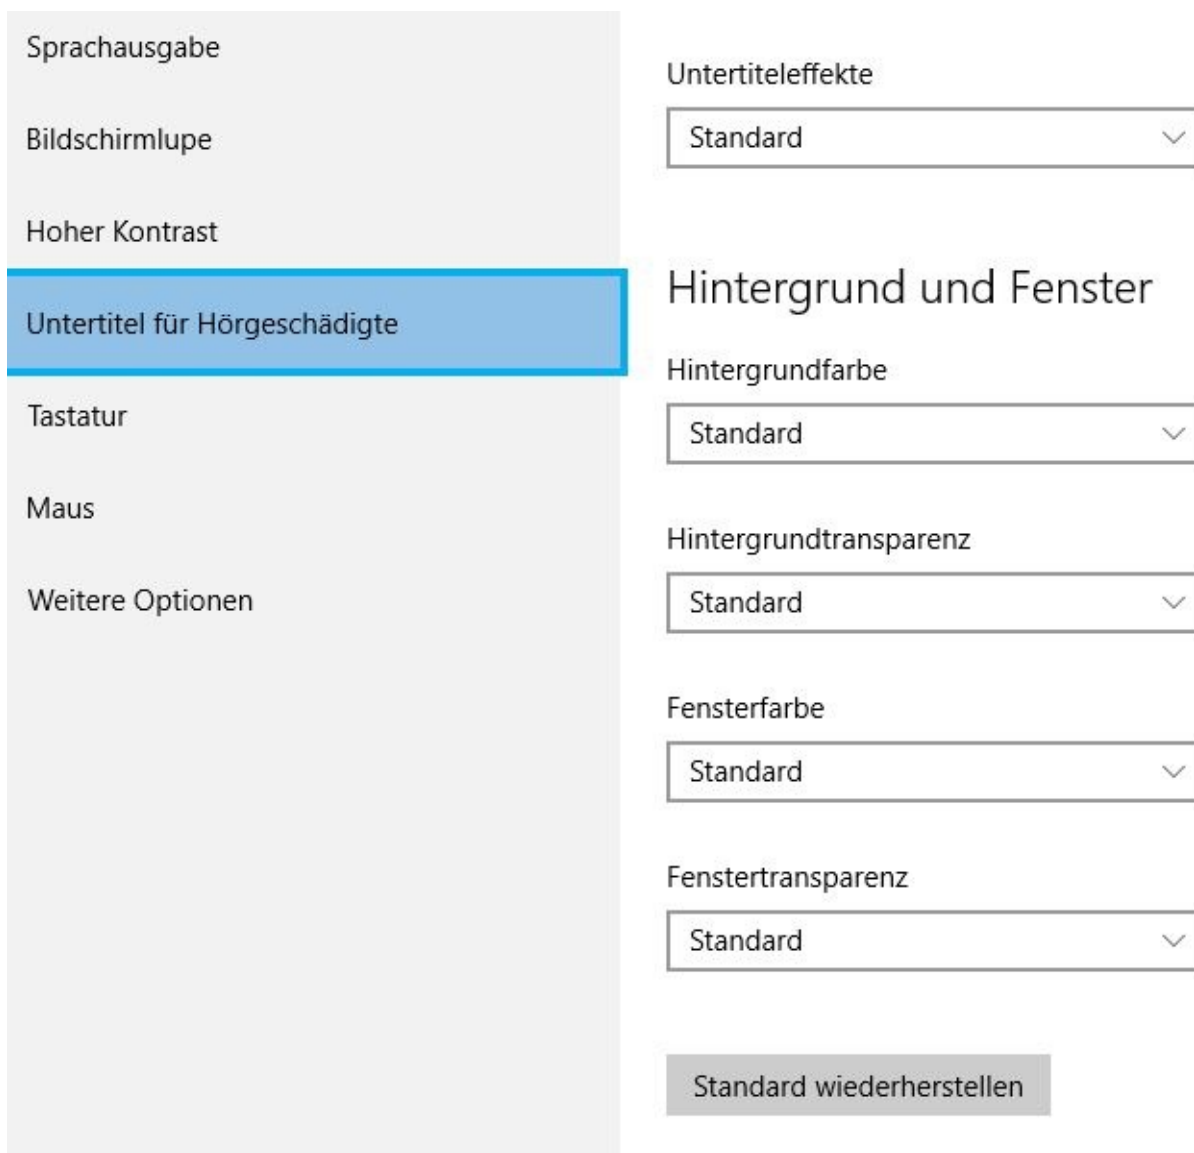 Sprachausgabe
Bildschirmlupe
Hoher Kontrast
Untertitel für Hörgeschädigte
Tastatur
Maus
Weitere Optionen
Untertiteleffekte
Standard
Hintergrund und Fenster
Hintergrundfarbe
Standard
Hintergrundtransparenz
Standard
Fensterfarbe
Standard
Fenstertransparenz
Standard
Standard wiederherstellen